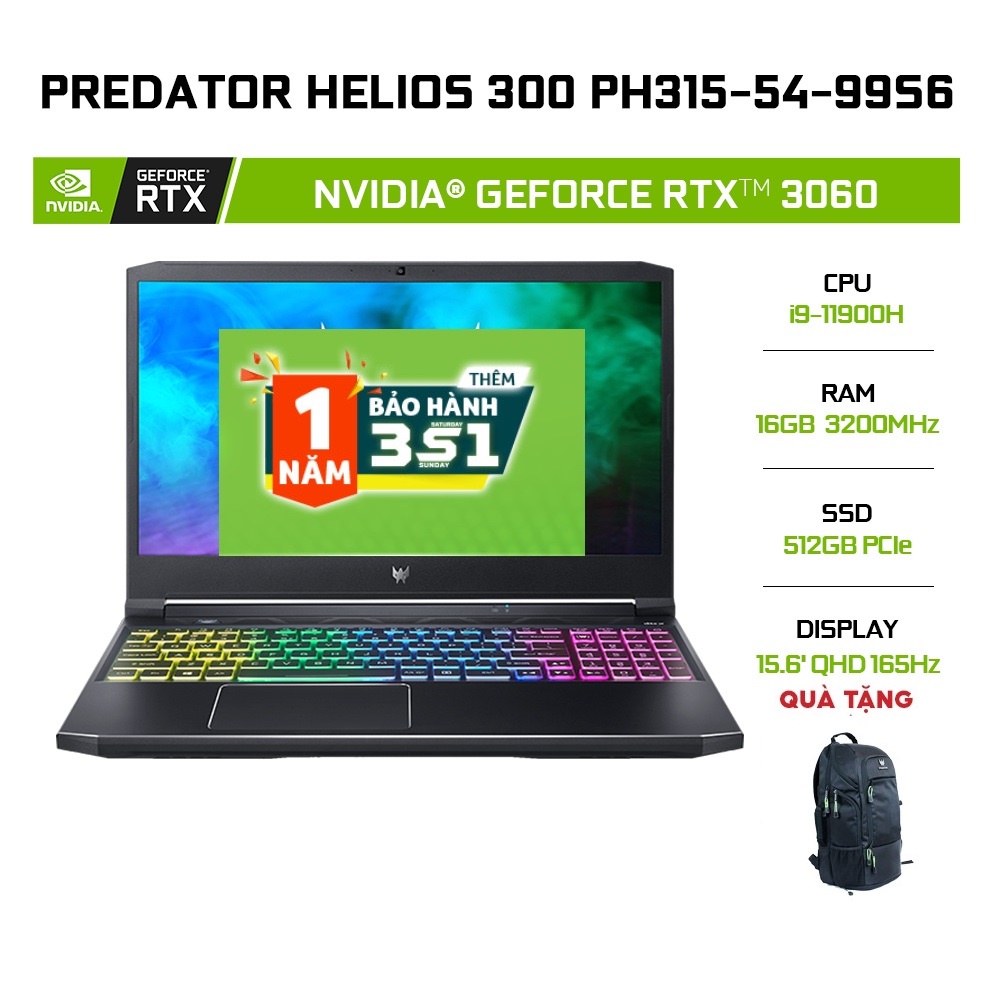 PREDATOR HELIOS 300 PH315-54-99S6
NVIDIA.
GEFORCE®
RTX
NVIDIA® GEFORCE RTX™ 3060
CPU
i9-11900H
RAM
16GB 3200MHz
SSD
512GB PCIe
DISPLAY
15.6' QHD 165Hz
QUÀ TẶNG
THÊM
1
NĂM
BẢO HÀNH
SATURDAY
3S1
SUNDAY